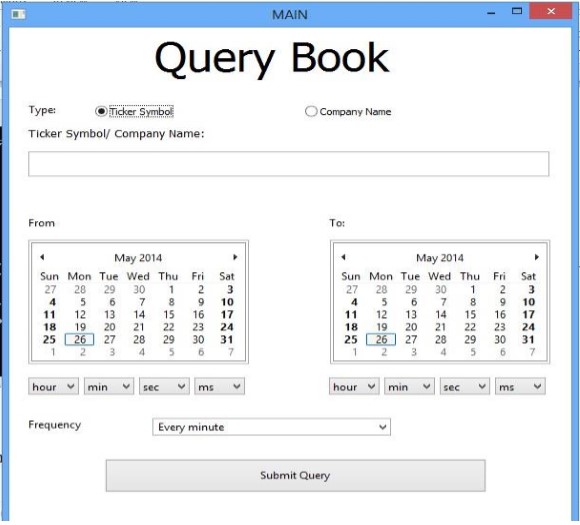 MAIN
Query Book
Type: Ticker Symbol Company Name
Ticker Symbol/ Company Name:
From To:
May 2014 May 2014
Sun Mon Tue Wed Thu Fri Sat Sun Mon Tue Wed Thu Fri Sat
27 28 29 30 1 2 3 27 28 29 30 1 2 3
4 5 6 7 8 9 10 4 5 6 7 8 9 10
11 12 13 14 15 16 17 11 12 13 14 15 16 17
18 19 20 21 22 23 24 18 19 20 21 22 23 24
25 26 27 28 29 30 31 25 26 27 28 29 30 31
1 2 3 4 5 6 7 1 2 3 4 5 6 7
hour min sec ms hour min sec ms
Frequency Every minute
Submit Query